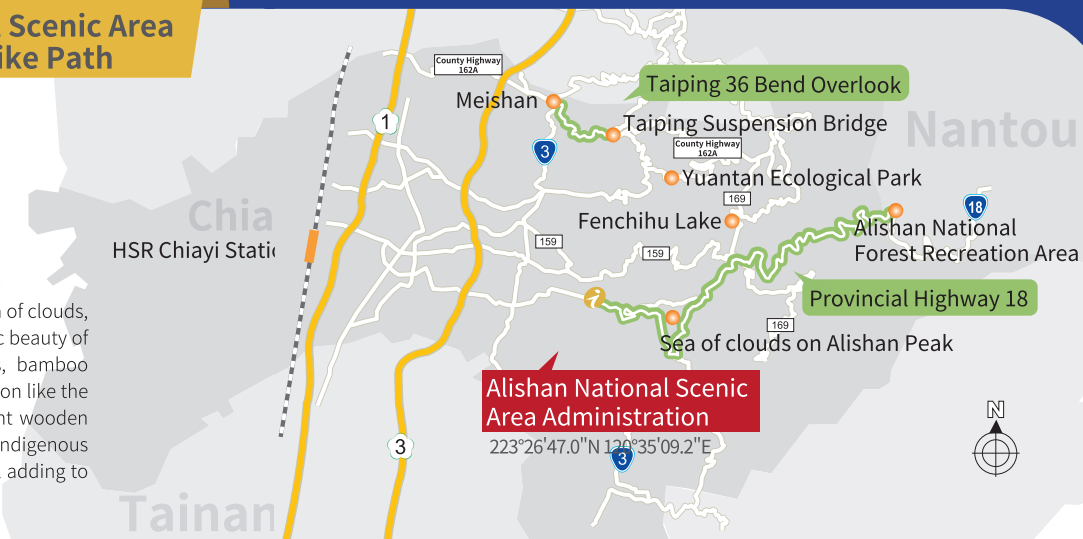 Scenic Area
ike Path
County Highway
162A
Meishan
Taiping 36 Bend Overlook
1
3
Taiping Suspension Bridge
County Highway
162A
Nantou
Yuantan Ecological Park
169
18
Chia
Fenchihu Lake
Alishan National
Forest Recreation Area
HSR Chiayi Static
159
159
Provincial Highway 18
169
of clouds,
c beauty of
bamboo
on like the
nt wooden
ndigenous
adding to
i
Sea of clouds on Alishan Peak
Alishan National Scenic
Area Administration
223°26'47.0"N 120°35'09.2"E
3
3
N
Tainan